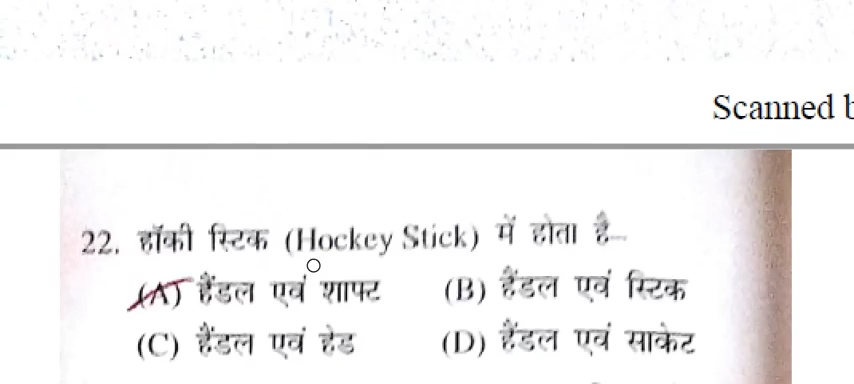 Scanned b
22. हॉकी स्टिक (Hockey Stick) में होता है–
(A) हैंडल एवं शाफ्ट (B) हैंडल एवं स्टिक
(C) हैंडल एवं हेड (D) हैंडल एवं साकेट